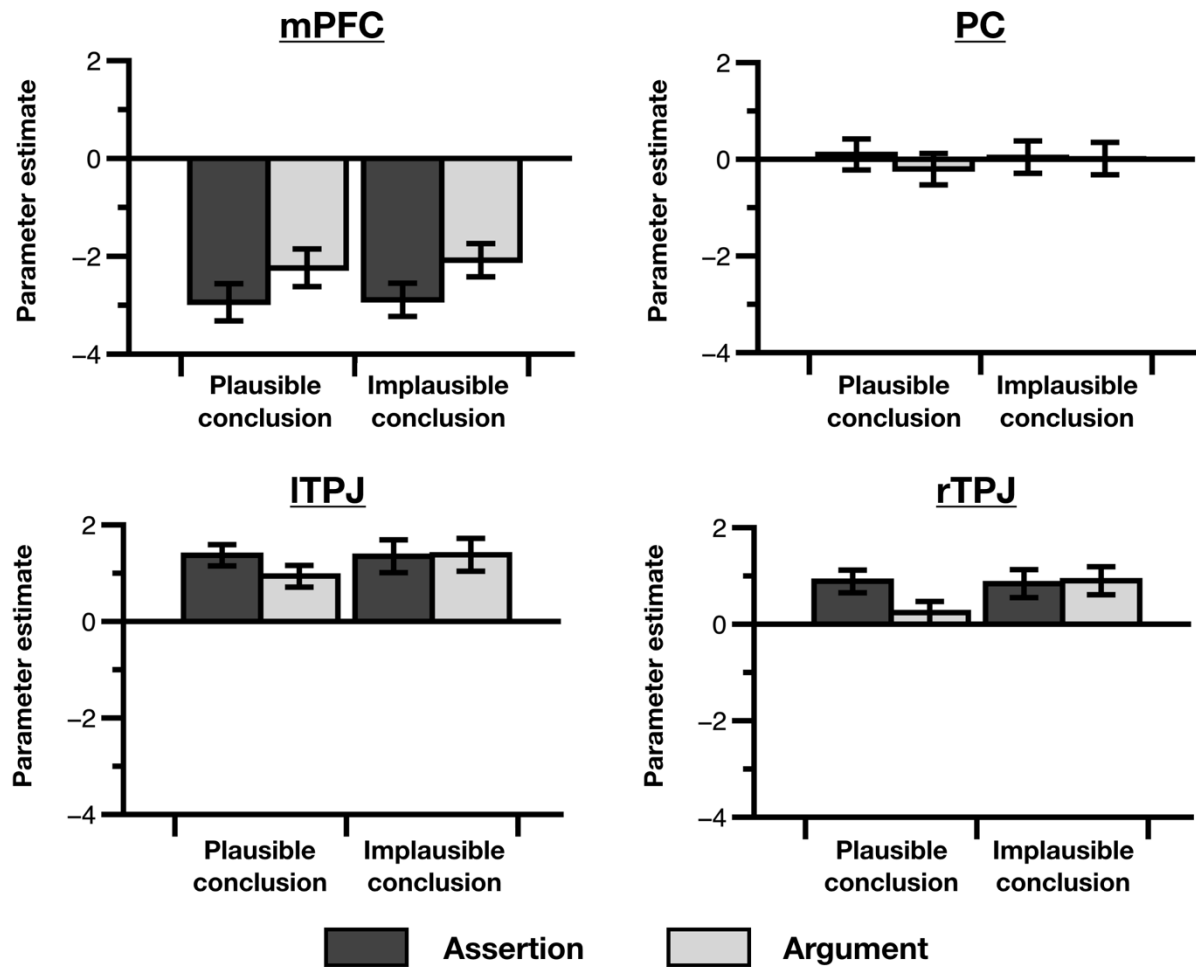 mPFC
Parameter estimate
2
0
−2
−4
Plausible conclusion
Implausible conclusion
PC
Parameter estimate
2
0
−2
−4
Plausible conclusion
Implausible conclusion
lTPJ
Parameter estimate
2
0
−2
−4
Plausible conclusion
Implausible conclusion
rTPJ
Parameter estimate
2
0
−2
−4
Plausible conclusion
Implausible conclusion
Assertion
Argument